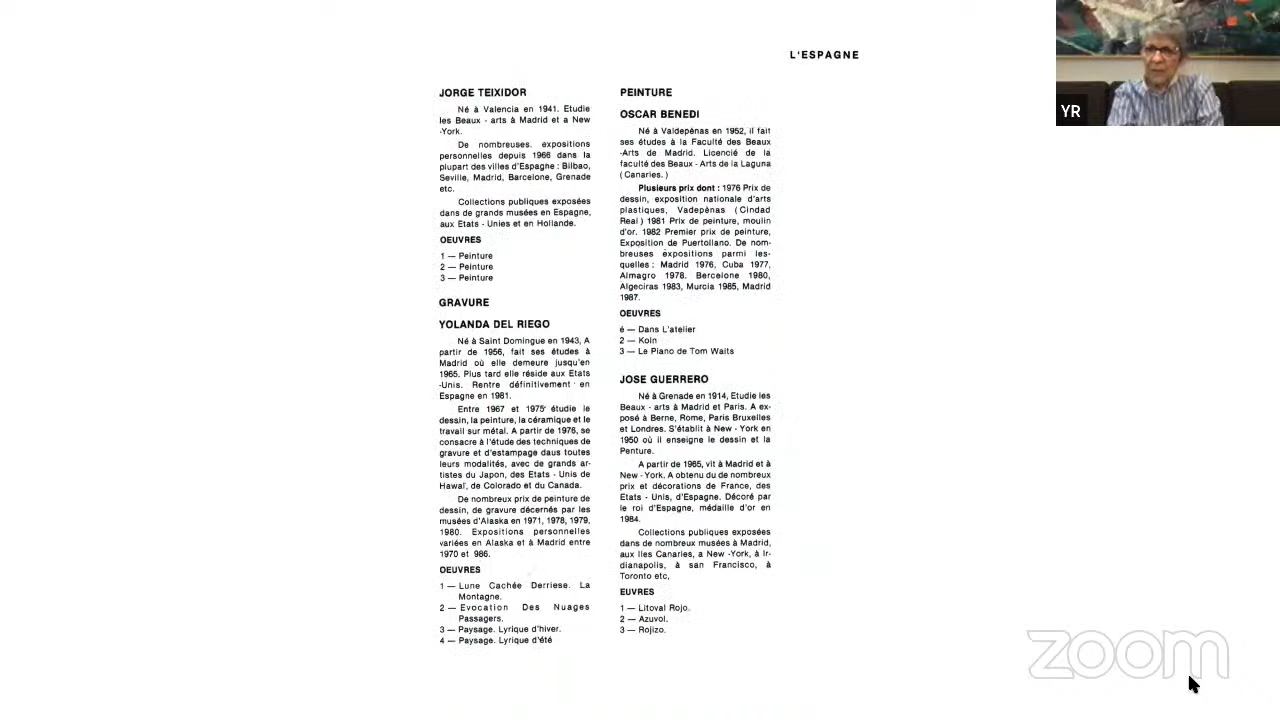 L'ESPAGNE
JORGE TEIXIDOR
Né à Valencia en 1941. Etudie
les Beaux - arts à Madrid et a New
-York.
De nombreuses. expositions
personnelles depuis 1966 dans la
plupart des villes d'Espagne : Bilbao,
Seville, Madrid, Barcelone, Grenade
etc.
Collections publiques exposées
dans de grands musées en Espagne,
aux Etats - Unies et en Hollande.
OEUVRES
1 — Peinture
2 — Peinture
3 — Peinture
GRAVURE
YOLANDA DEL RIEGO
Né à Saint Domingue en 1943, A
partir de 1956, fait ses études à
Madrid où elle demeure jusqu'en
1965. Plus tard elle réside aux Etats
-Unis. Rentre définitivement en
Espagne en 1981.
Entre 1967 et 1975 étudie le
dessin, la peinture, la céramique et le
travail sur métal. A partir de 1976, se
consacre à l'étude des techniques de
gravure et d'estampage daus toutes
leurs modalités, avec de grands ar-
tistes du Japon, des Etats - Unis de
Hawaï, de Colorado et du Canada.
De nombreux prix de peinture de
dessin, de gravure décernés par les
musées d'Alaska en 1971, 1978, 1979,
1980. Expositions personnelles
variées en Alaska et à Madrid entre
1970 et 986.
OEUVRES
1 — Lune Cachée Derriese. La
Montagne.
2 — Evocation Des Nuages
Passagers.
3 — Paysage. Lyrique d'hiver.
4 — Paysage. Lyrique d'été
PEINTURE
OSCAR BENEDI
Né à Valdepénas en 1952, il fait
ses études à la Faculté des Beaux
-Arts de Madrid. Licencié de la
faculté des Beaux - Arts de la Laguna
( Canaries. )
Plusieurs prix dont : 1976 Prix de
dessin, exposition nationale d'arts
plastiques, Vadepènas ( Cindad
Real ) 1981 Prix de peinture, moulin
d'or. 1982 Premier prix de peinture,
Exposition de Puertollano. De nom-
breuses expositions parmi les-
quelles : Madrid 1976, Cuba 1977,
Almagro 1978. Bercelone 1980,
Algeciras 1983, Murcia 1985, Madrid
1987.
OEUVRES
é — Dans L'atelier
2 — Koln
3 — Le Piano de Tom Waits
JOSE GUERRERO
Né à Grenade en 1914, Etudie les
Beaux - arts à Madrid et Paris. A ex-
posé à Berne, Rome, Paris Bruxelles
et Londres. S'établit à New - York en
1950 où il enseigne le dessin et la
Penture.
A partir de 1965, vit à Madrid et à
New - York. A obtenu du de nombreux
prix et décorations de France, des
Etats - Unis, d'Espagne. Décoré par
le roi d'Espagne, médaille d'or en
1984.
Collections publiques exposées
dans de nombreux musées à Madrid,
aux Iles Canaries, a New -York, à Ir-
dianapolis, à san Francisco, à
Toronto etc,
EUVRES
1 — Litoval Rojo.
2 — Azuvol.
3 — Rojizo.
YR
zoom